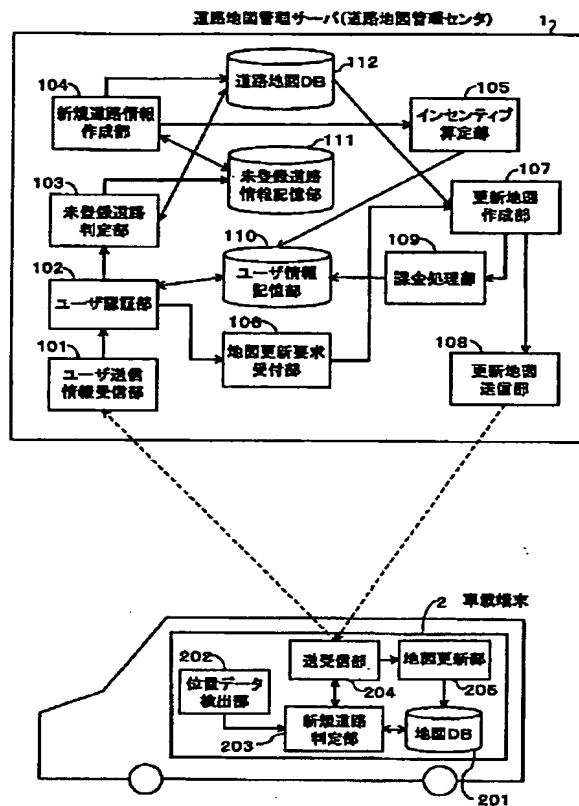 道路地図管理サーバ(道路地図管理センタ)
1
104
新規道路情報
作成部
道路地図DB
112
105
インセンティブ
算定部
111
未登録道路
情報記憶部
103
未登録道路
判定部
107
更新地図
作成部
110
ユーザ情報
記憶部
109
課金処理部
102
ユーザ認証部
106
地図更新要求
受付部
101
ユーザ送信
情報受信部
108
更新地図
送信部
2
車載端末
202
位置データ
検出部
送受信部
204
地図更新部
205
203
新規道路
判定部
地図DB
201